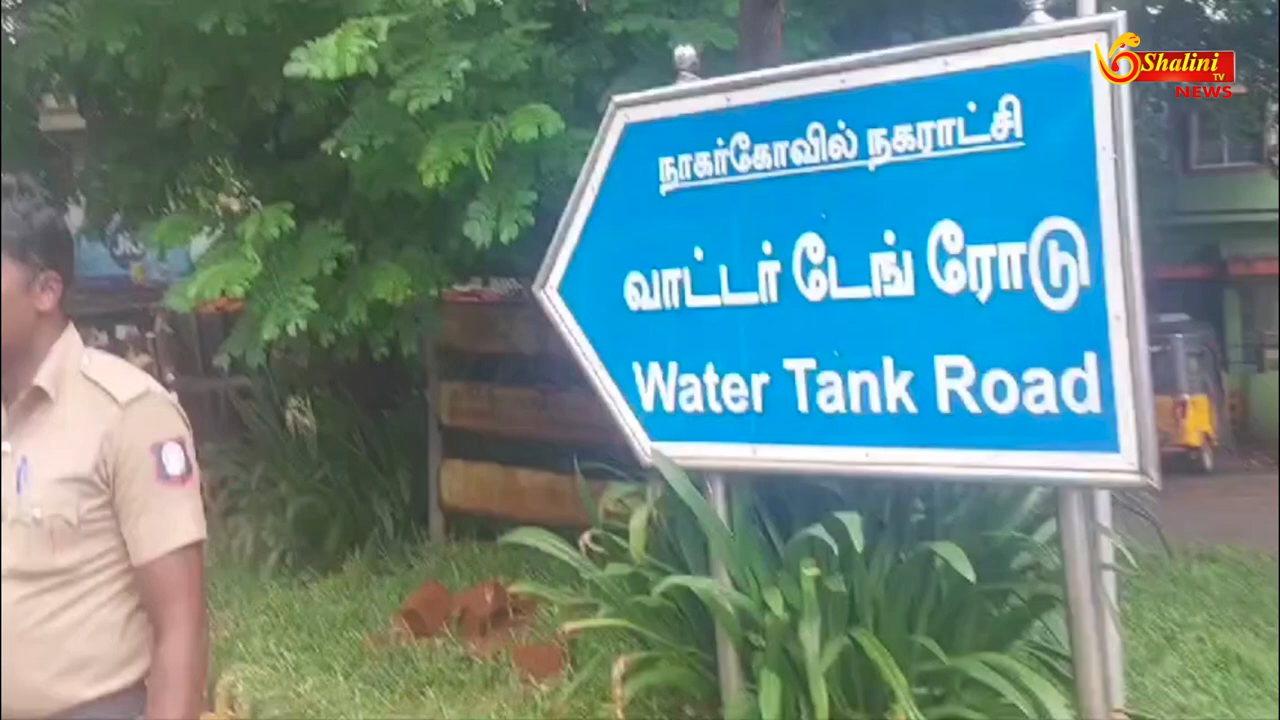 Shalini
TV
NEWS
நாகர்கோவில் நகராட்சி
வாட்டர் டேங் ரோடு
Water Tank Road